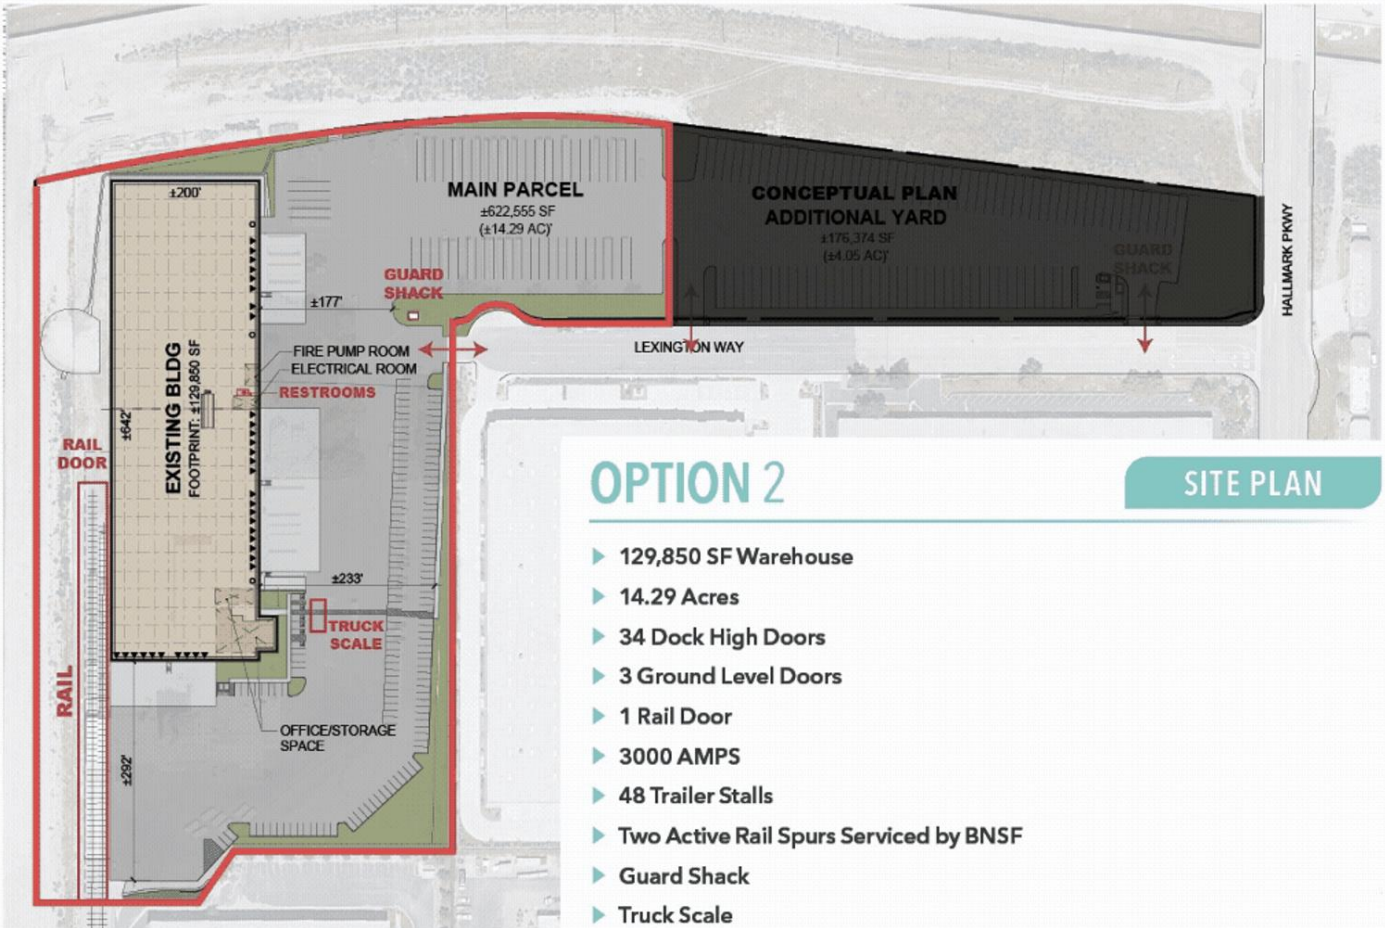 MAIN PARCEL
±622,555 SF
(±14.29 AC)'
CONCEPTUAL PLAN
ADDITIONAL YARD
±176,374 SF
(±4.05 AC)'
GUARD
SHACK
HALLMARK PKWY
±200'
GUARD
SHACK
±177'
LEXINGTON WAY
FIRE PUMP ROOM
ELECTRICAL ROOM
RESTROOMS
EXISTING BLDG
FOOTPRINT: ±129,850 SF
±642'
RAIL
DOOR
±233'
TRUCK
SCALE
RAIL
OFFICE/STORAGE
SPACE
±292'
OPTION 2
SITE PLAN
129,850 SF Warehouse
14.29 Acres
34 Dock High Doors
3 Ground Level Doors
1 Rail Door
3000 AMPS
48 Trailer Stalls
Two Active Rail Spurs Serviced by BNSF
Guard Shack
Truck Scale